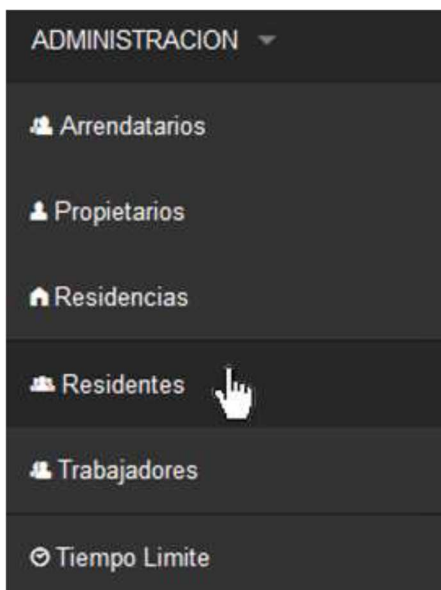 ADMINISTRACION
Arrendatarios
Propietarios
Residencias
Residentes
Trabajadores
Tiempo Limite